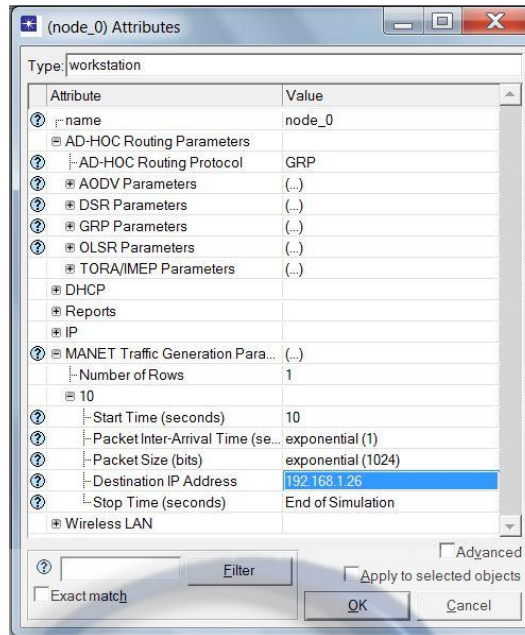 (node_0) Attributes
Type: workstation
Attribute Value
name node_0
AD-HOC Routing Parameters
AD-HOC Routing Protocol GRP
AODV Parameters (...)
DSR Parameters (...)
GRP Parameters (...)
OLSR Parameters (...)
TORA/IMEP Parameters (...)
DHCP
Reports
IP
MANET Traffic Generation Para... (...)
Number of Rows 1
10
Start Time (seconds) 10
Packet Inter-Arrival Time (se... exponential (1)
Packet Size (bits) exponential (1024)
Destination IP Address 192.168.1.26
Stop Time (seconds) End of Simulation
Wireless LAN
Advanced
Filter Apply to selected objects
Exact match OK Cancel